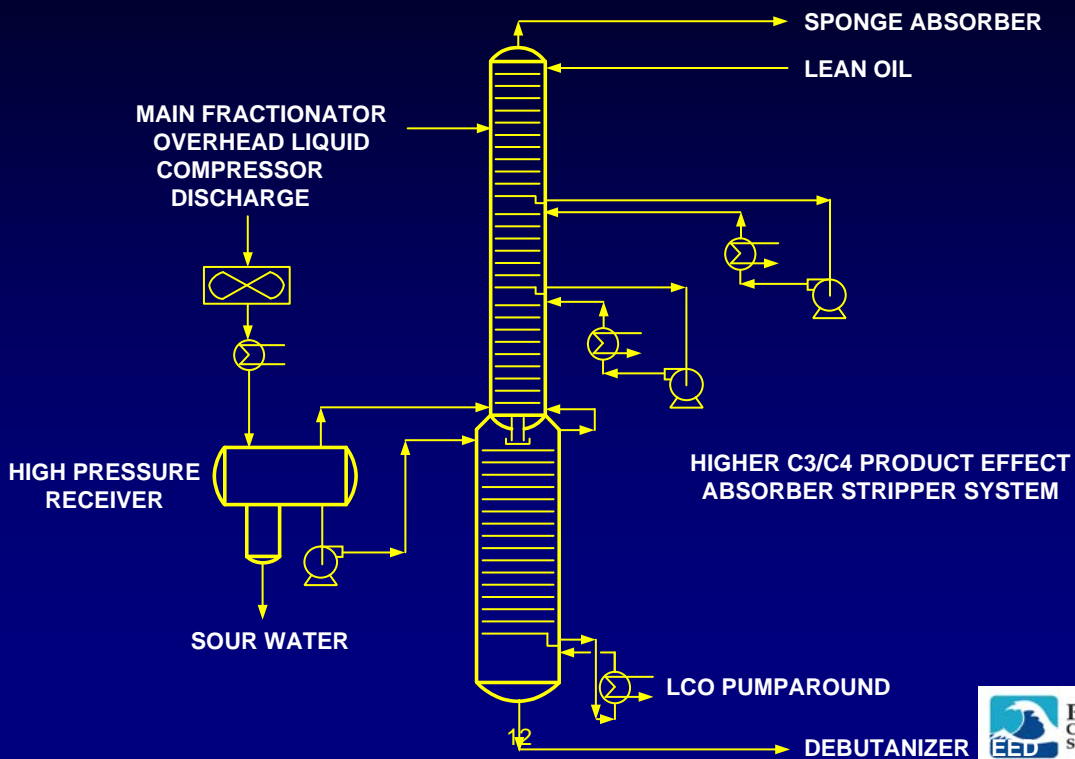 SPONGE ABSORBER
LEAN OIL
MAIN FRACTIONATOR
OVERHEAD LIQUID
COMPRESSOR
DISCHARGE
HIGH PRESSURE
RECEIVER
HIGHER C3/C4 PRODUCT EFFECT
ABSORBER STRIPPER SYSTEM
SOUR WATER
LCO PUMPAROUND
12
DEBUTANIZER
EED